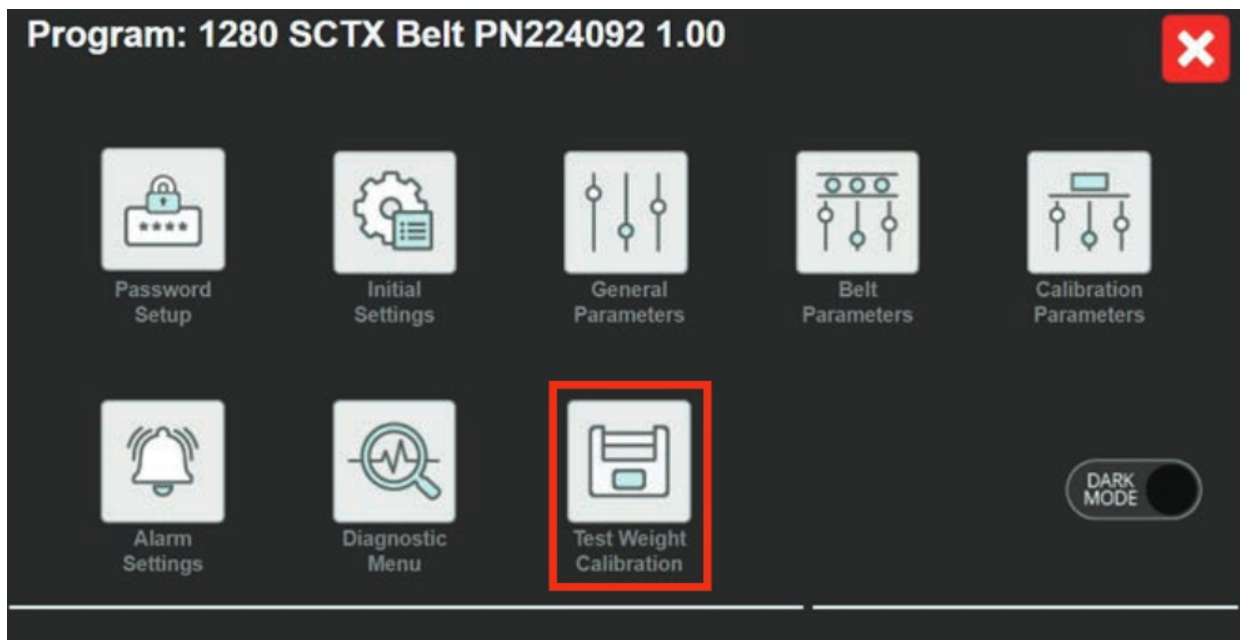 Program: 1280 SCTX Belt PN224092 1.00
****
Password
Setup
Initial
Settings
General
Parameters
Belt
Parameters
Calibration
Parameters
Alarm
Settings
Diagnostic
Menu
Test Weight
Calibration
DARK
MODE